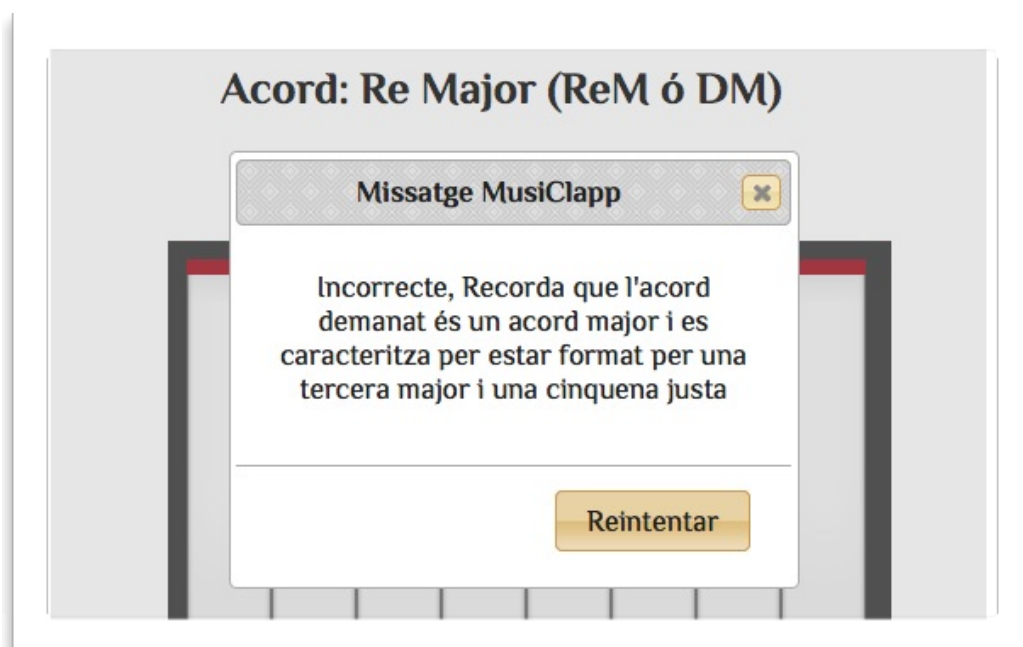 Acord: Re Major (ReM ó DM)
Missatge MusiClapp
Incorrecte, Recorda que l'acord
demanat és un acord major i es
caracteritza per estar format per una
tercera major i una cinquena justa
Reintentar